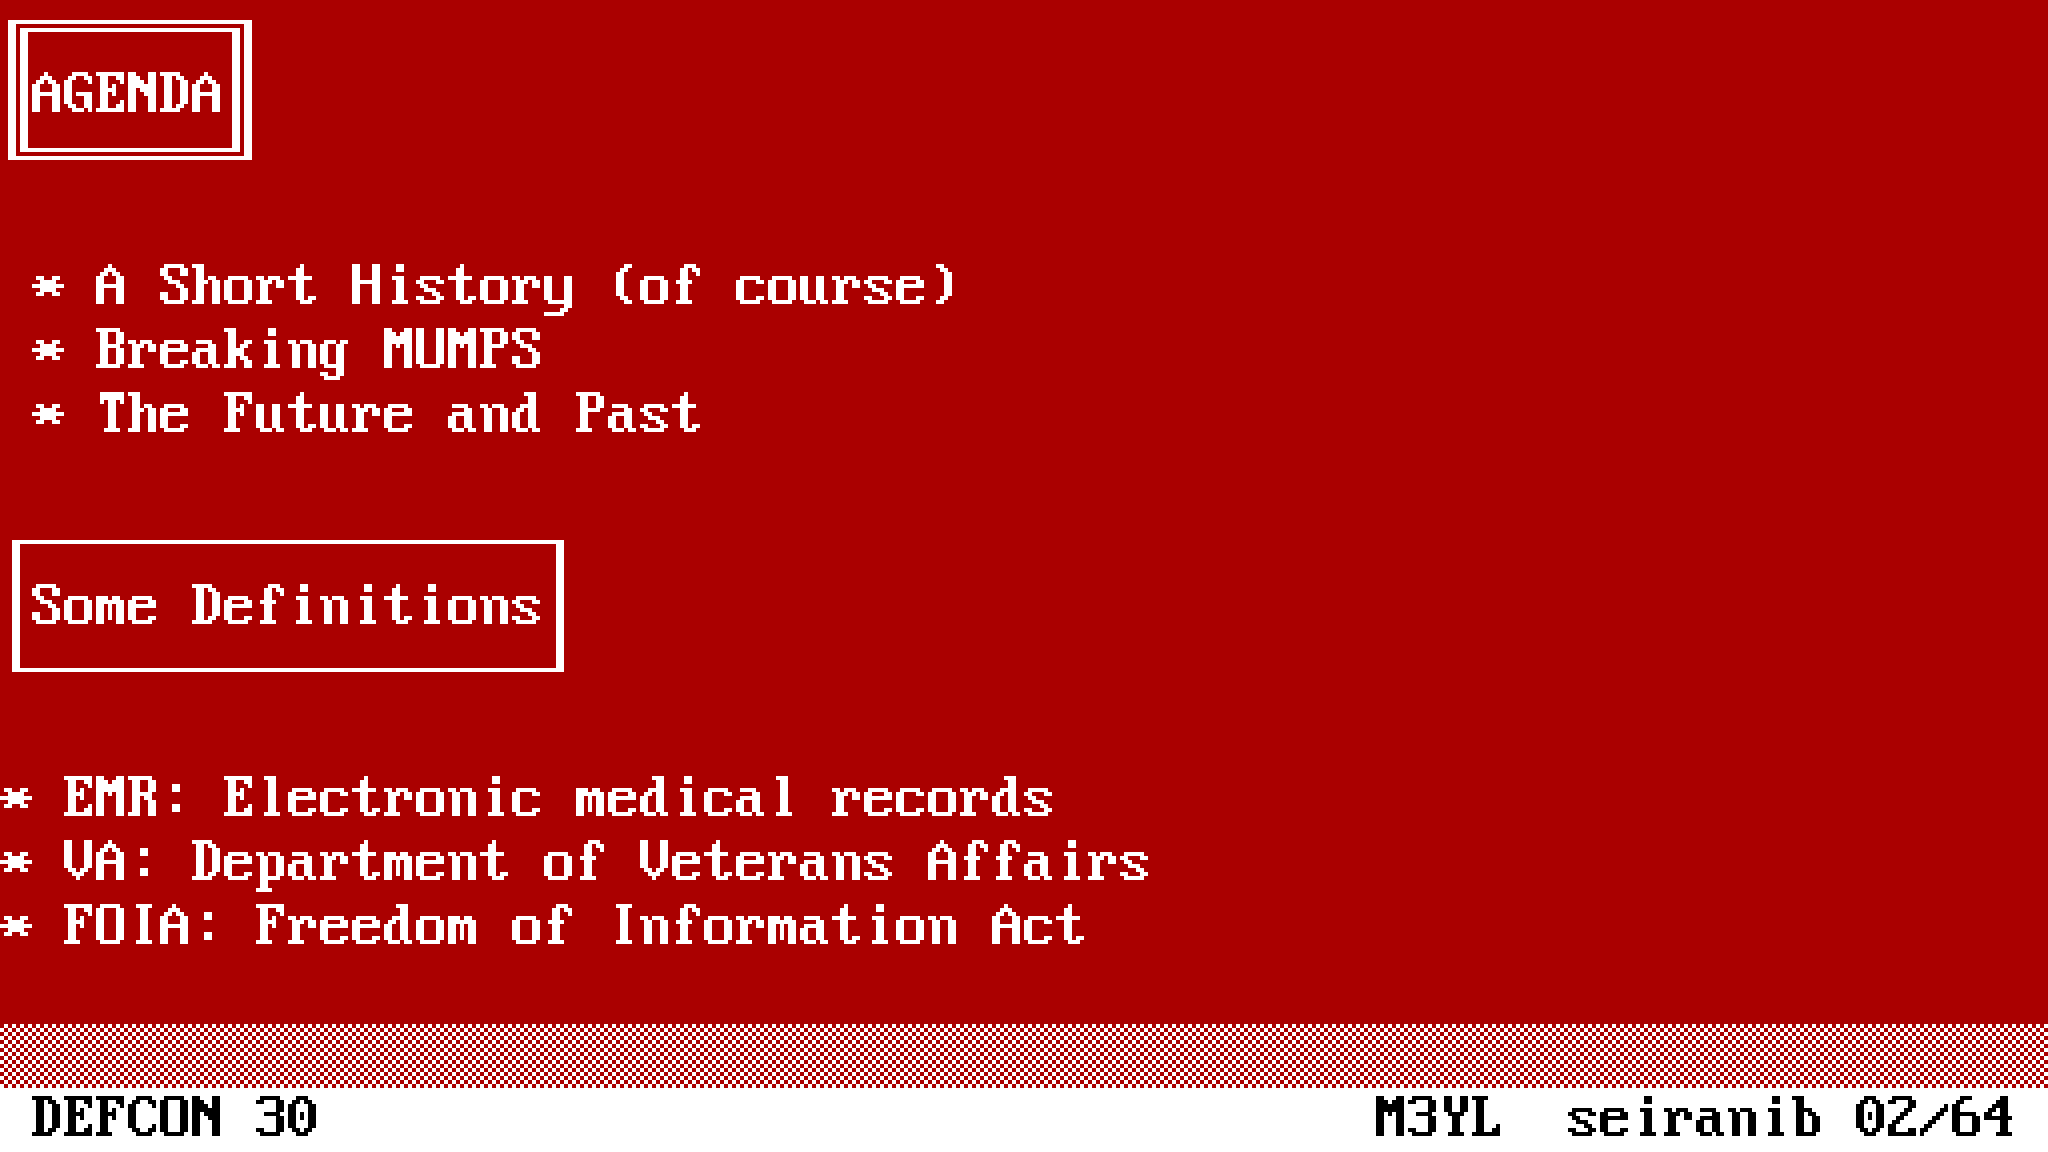 AGENDA
* A Short History (of course)
* Breaking MUMPS
* The Future and Past
Some Definitions
* EMR: Electronic medical records
* VA: Department of Veterans Affairs
* FOIA: Freedom of Information Act
DEFCON 30 M3YL seiranib 02/64